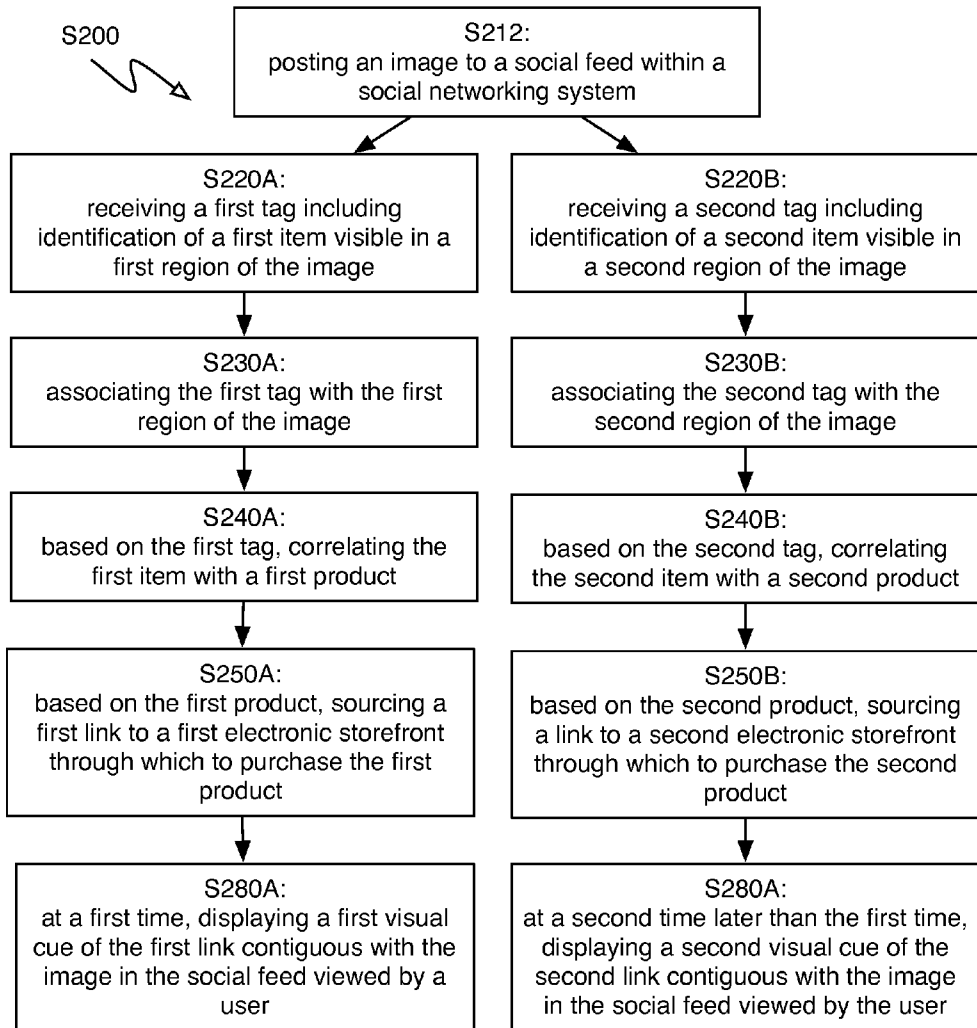 S200
S212:
posting an image to a social feed within a
social networking system
S220A:
receiving a first tag including
identification of a first item visible in a
first region of the image
S220B:
receiving a second tag including
identification of a second item visible in
a second region of the image
S230A:
associating the first tag with the first
region of the image
S230B:
associating the second tag with the
second region of the image
S240A:
based on the first tag, correlating the
first item with a first product
S240B:
based on the second tag, correlating
the second item with a second product
S250A:
based on the first product, sourcing a
first link to a first electronic storefront
through which to purchase the first
product
S250B:
based on the second product, sourcing
a link to a second electronic storefront
through which to purchase the second
product
S280A:
at a first time, displaying a first visual
cue of the first link contiguous with the
image in the social feed viewed by a
user
S280A:
at a second time later than the first time,
displaying a second visual cue of the
second link contiguous with the image
in the social feed viewed by the user